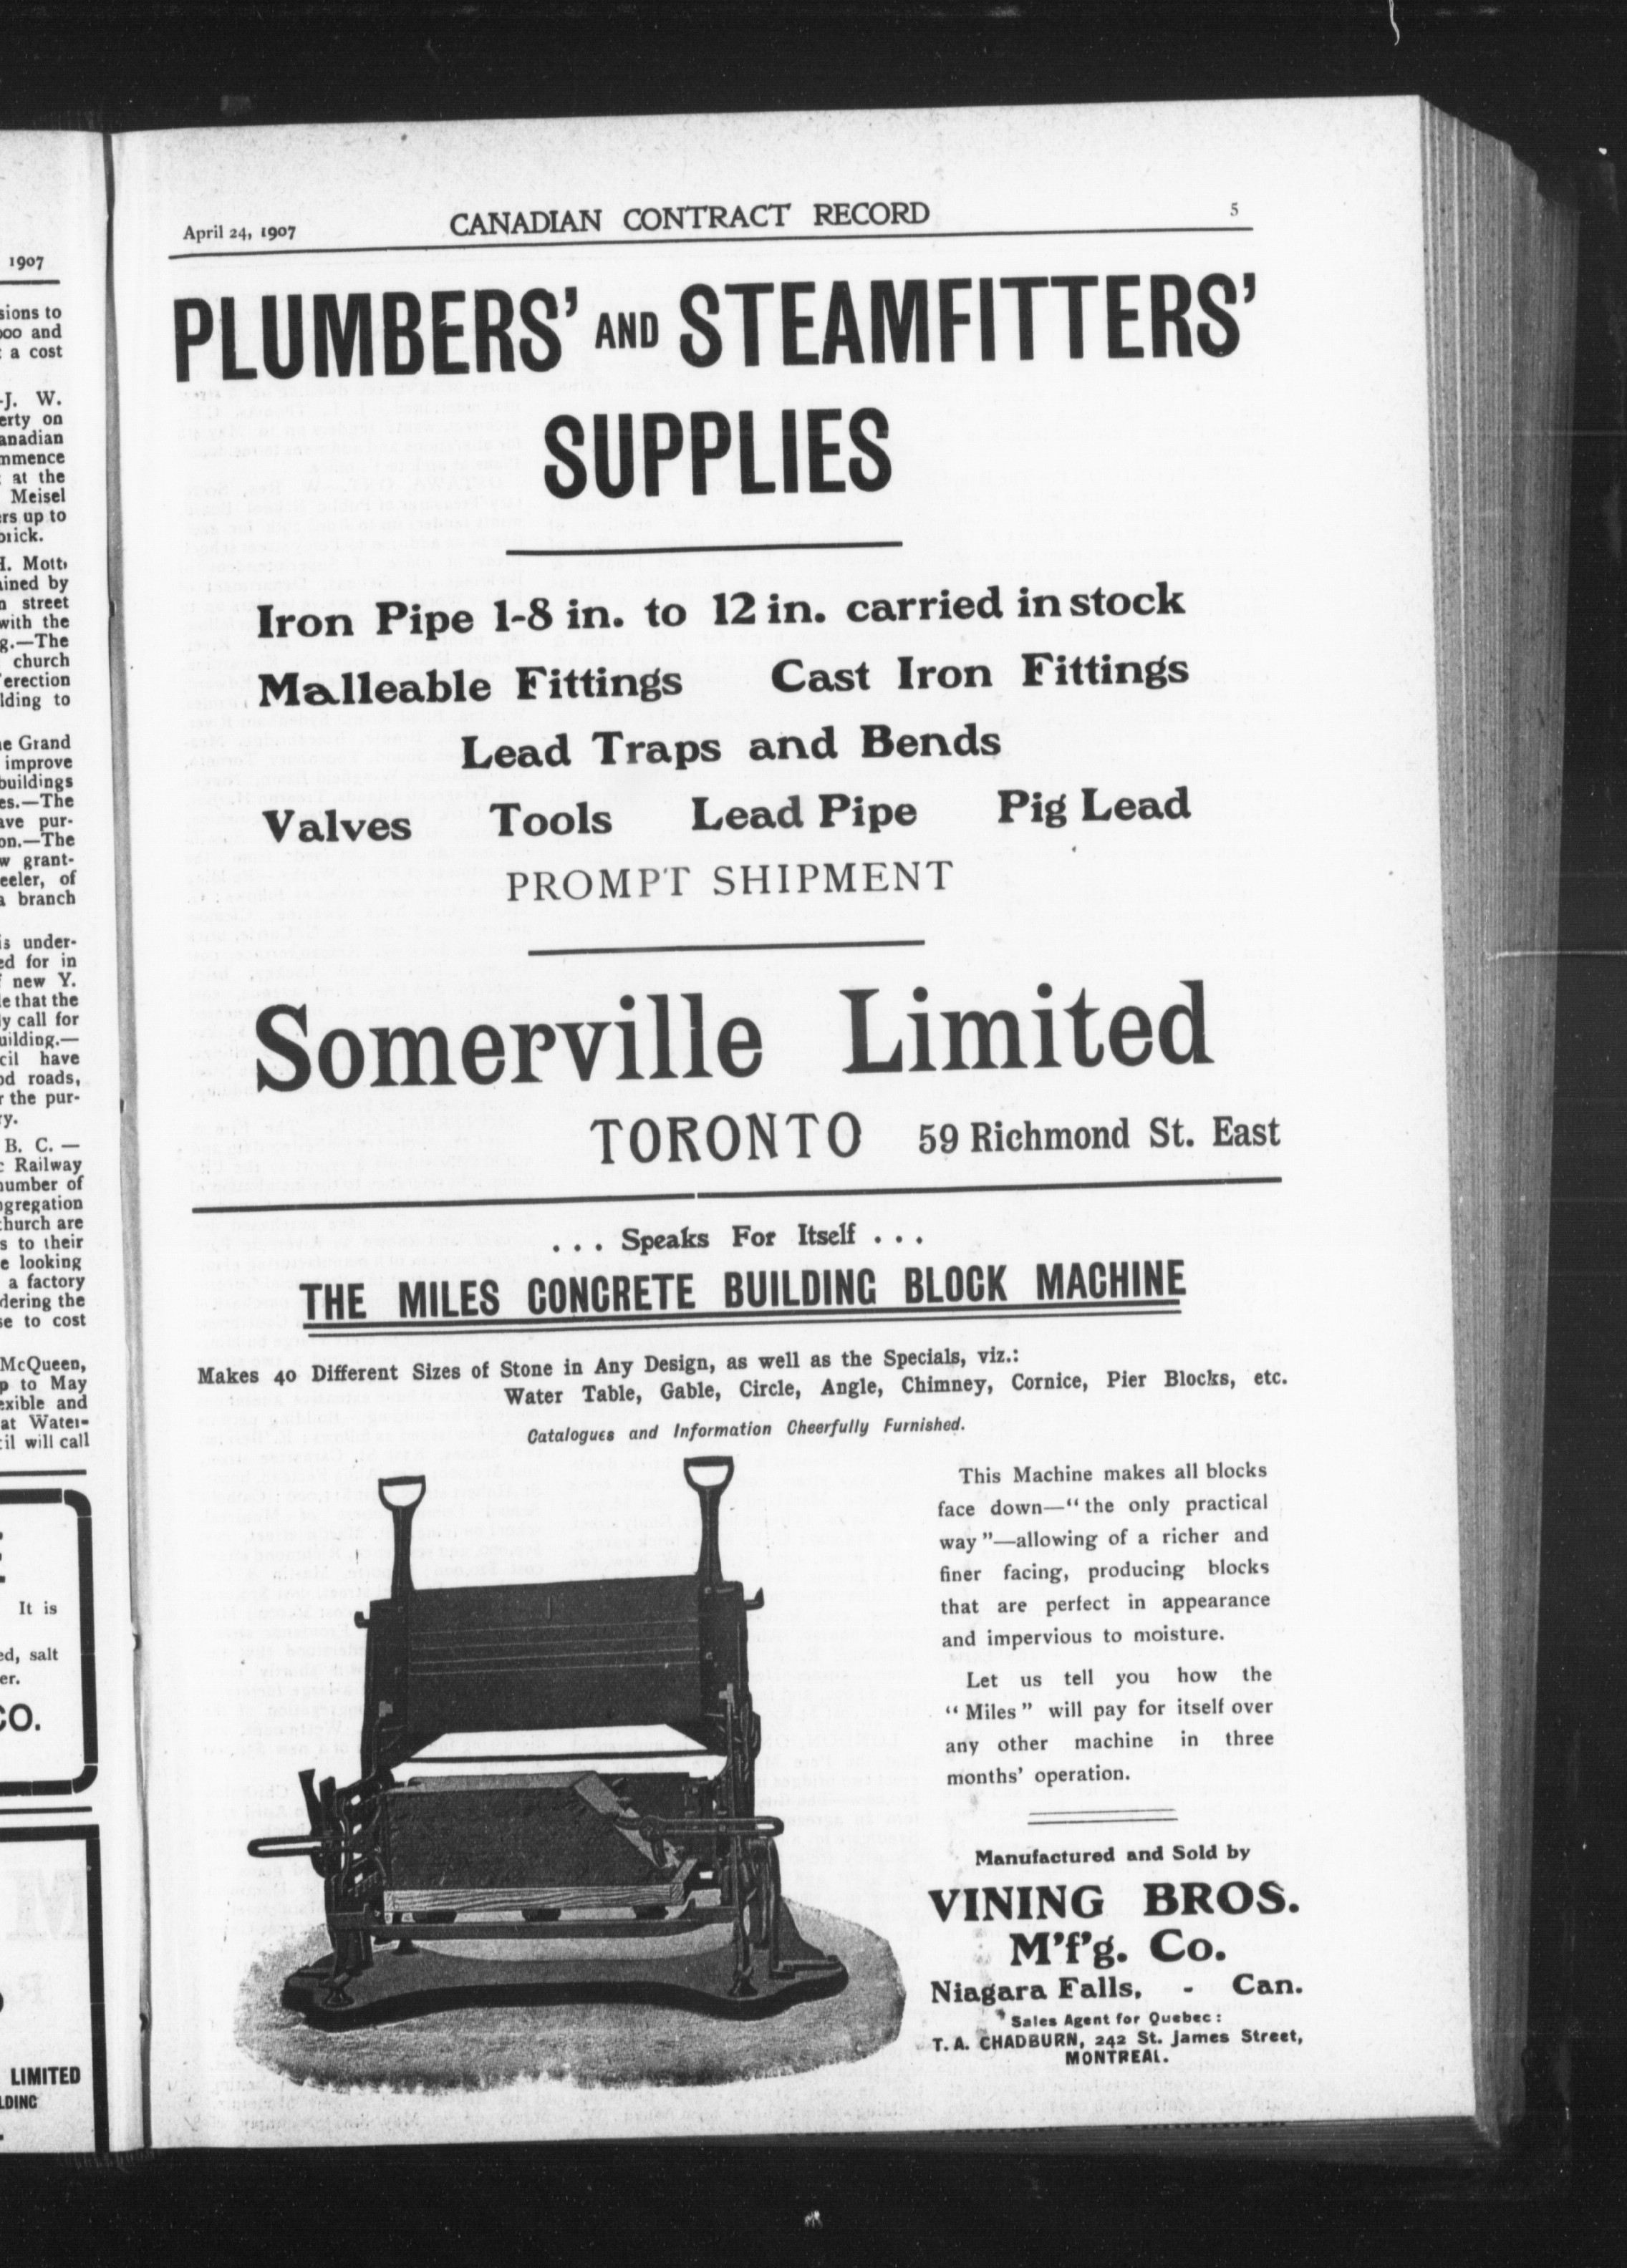 1907
sions to
ooo and
a cost
-J. W.
erty on
anadian
mmence
at the
Meisel
ers up to
brick.
H. Mott,
ained by
n street
with the
g.—The
church
erection
lding to
ne Grand
improve
buildings
es.—The
ave pur-
on.—The
w grant-
eeler, of
a branch
is under-
ed for in
new Y.
le that the
ly call for
uilding.—
cil have
od roads,
r the pur-
ry.
B. C. —
c Railway
number of
ngregation
church are
s to their
e looking
a factory
dering the
se to cost
McQueen,
p to May
exible and
at Water-
cil will call
It is
ed, salt
er.
CO.
LIMITED
LDING
April 24, 1907 CANADIAN CONTRACT RECORD 5
PLUMBERS' AND STEAMFITTERS'
SUPPLIES
Iron Pipe 1-8 in. to 12 in. carried in stock
Malleable Fittings Cast Iron Fittings
Lead Traps and Bends
Valves Tools Lead Pipe Pig Lead
PROMPT SHIPMENT
Somerville Limited
TORONTO 59 Richmond St. East
. . . Speaks For Itself . . .
THE MILES CONCRETE BUILDING BLOCK MACHINE
Makes 40 Different Sizes of Stone in Any Design, as well as the Specials, viz.:
Water Table, Gable, Circle, Angle, Chimney, Cornice, Pier Blocks, etc.
Catalogues and Information Cheerfully Furnished.
This Machine makes all blocks
face down—“the only practical
way”—allowing of a richer and
finer facing, producing blocks
that are perfect in appearance
and impervious to moisture.
Let us tell you how the
“Miles” will pay for itself over
any other machine in three
months' operation.
Manufactured and Sold by
VINING BROS.
M'f'g. Co.
Niagara Falls, - Can.
Sales Agent for Quebec:
T. A. CHADBURN, 242 St. James Street,
MONTREAL.